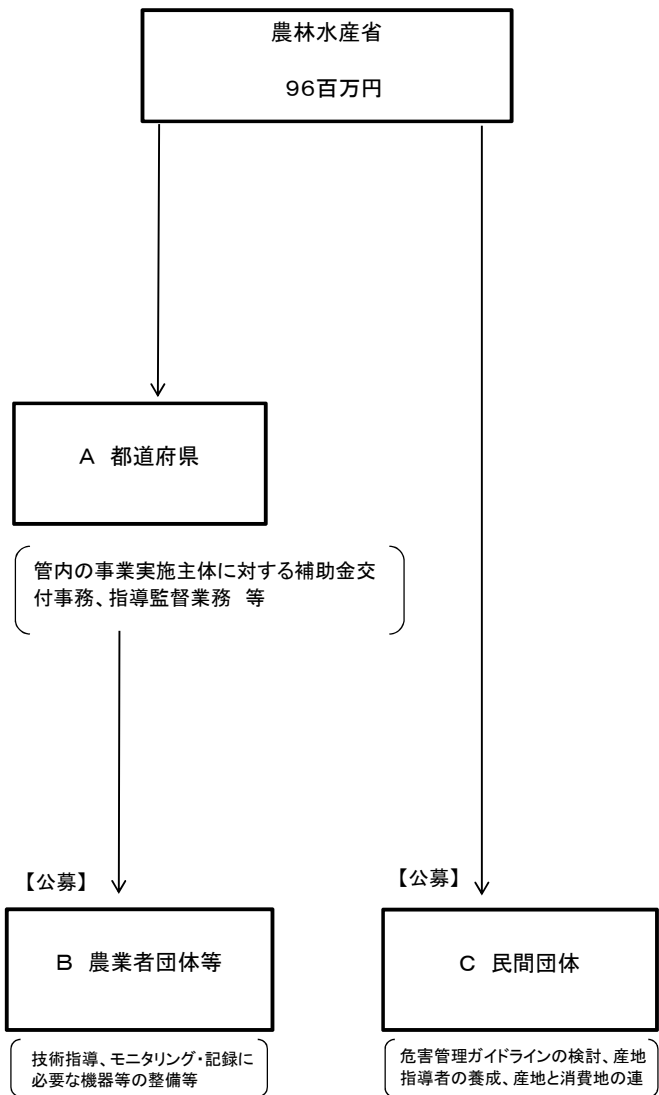 農林水産省
96百万円
A 都道府県
管内の事業実施主体に対する補助金交
付事務、指導監督業務 等
【公募】
【公募】
B 農業者団体等
C 民間団体
技術指導、モニタリング・記録に
必要な機器等の整備等
危害管理ガイドラインの検討、産地
指導者の養成、産地と消費地の連